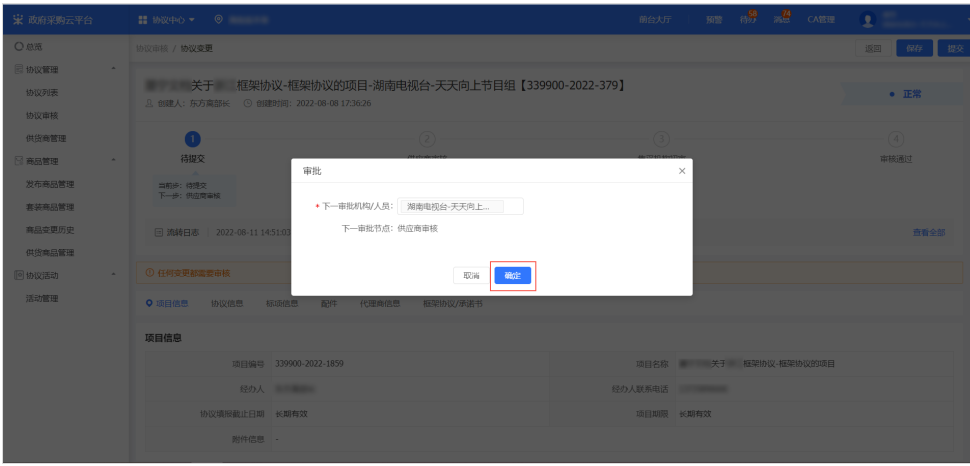 政府采购云平台
协议中心
前台大厅
预警
待办
消息
CA管理
总览
协议管理
协议列表
协议审核
供货商管理
商品管理
发布商品管理
套装商品管理
商品变更历史
供货商品管理
协议活动
活动管理
协议审核 / 协议变更
返回
保存
提交
关于 框架协议-框架协议的项目-湖南电视台-天天向上节目组【339900-2022-379】
创建人：东方高部长 创建时间：2022-08-08 17:36:26
正常
1
2
3
4
待提交
审核通过
当前步：待提交
下一步：供应商审核
流转日志 2022-08-11 14:51:03
查看全部
任何变更都需要审核
审批
下一审批机构/人员：
湖南电视台-天天向上...
下一审批节点：供应商审核
取消
确定
项目信息
协议信息
标项信息
配件
代理商信息
框架协议/承诺书
项目信息
项目编号 339900-2022-1859
项目名称 关于 框架协议-框架协议的项目
经办人
经办人联系电话
协议填报截止日期 长期有效
项目期限 长期有效
附件信息 -